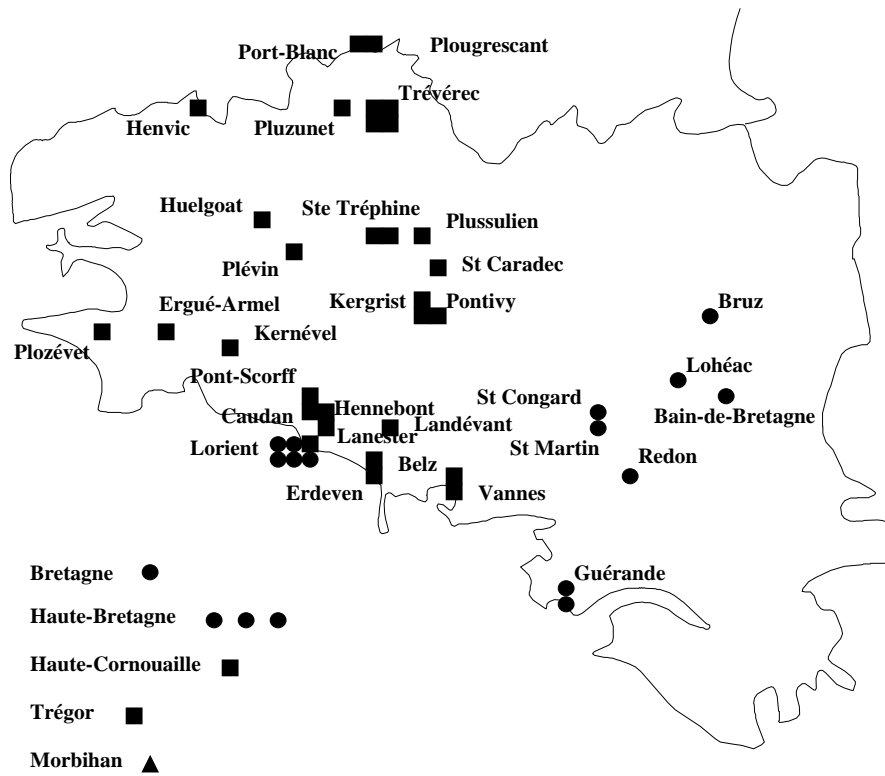 Port-Blanc
Plougrescant
Trévérec
Henvic
Pluzunet
Huelgoat
Ste Tréphine
Plussulien
Plévin
St Caradec
Ergué-Armel
Kergrist
Pontivy
Bruz
Plozévet
Kernével
Pont-Scorff
Lohéac
St Congard
Caudan
Hennebont
Landévant
Bain-de-Bretagne
Lorient
Lanester
St Martin
Redon
Belz
Erdeven
Vannes
Guérande
Bretagne
Haute-Bretagne
Haute-Cornouaille
Trégor
Morbihan